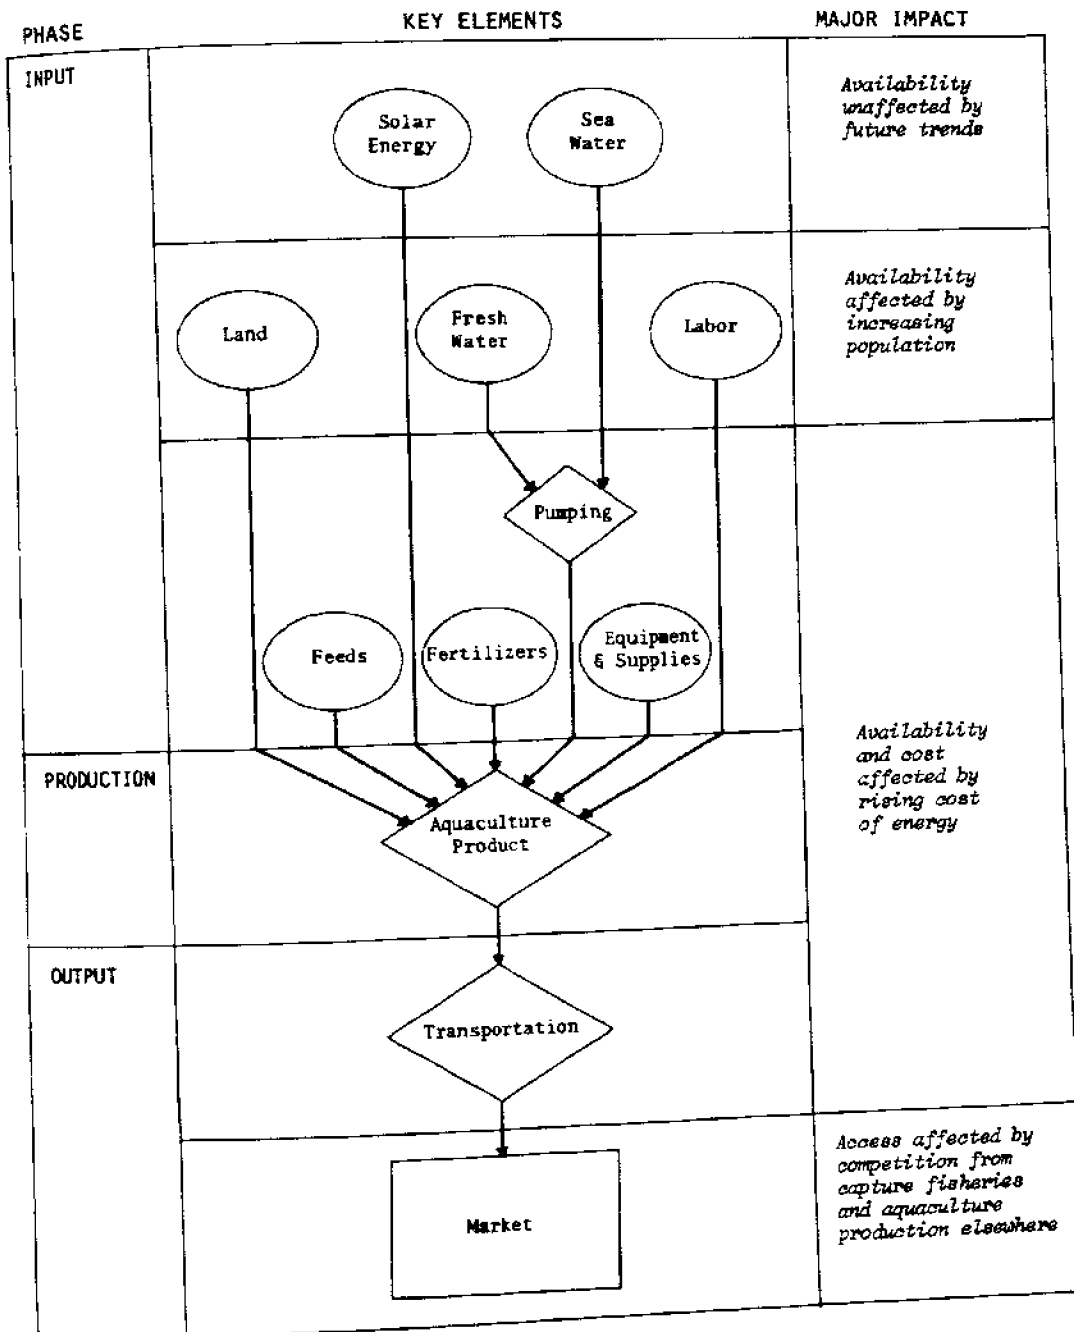 PHASE
KEY ELEMENTS
MAJOR IMPACT
INPUT
Solar
Energy
Sea
Water
Availability
unaffected by
future trends
Land
Fresh
Water
Labor
Availability
affected by
increasing
population
Pumping
Feeds
Fertilizers
Equipment
& Supplies
PRODUCTION
Aquaculture
Product
Availability
and cost
affected by
rising cost
of energy
OUTPUT
Transportation
Market
Access affected by
competition from
capture fisheries
and aquaculture
production elsewhere